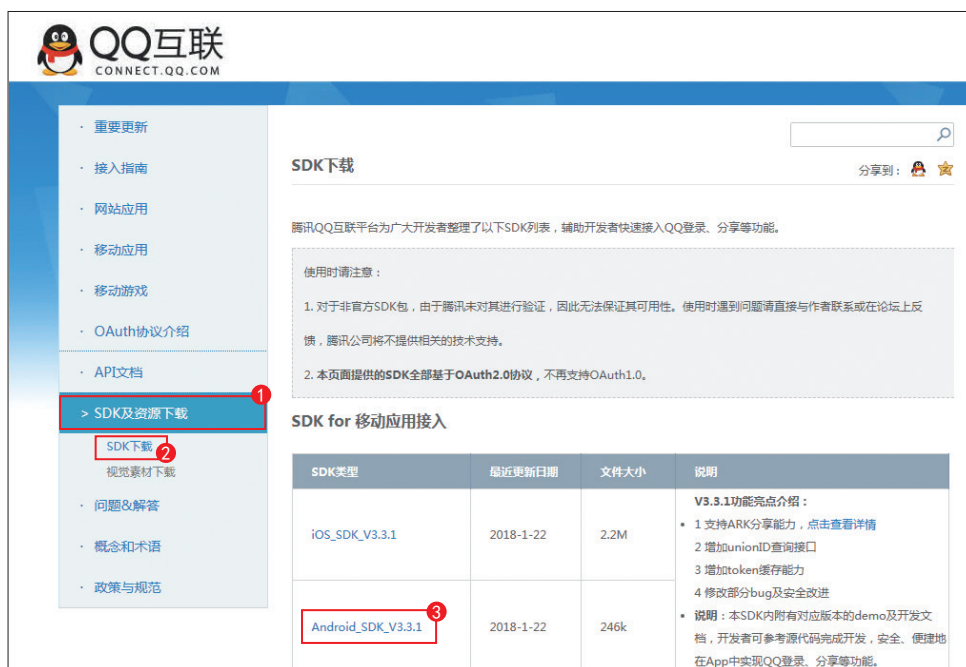 QQ互联
CONNECT.QQ.COM
· 重要更新
· 接入指南
· 网站应用
· 移动应用
· 移动游戏
· OAuth协议介绍
· API文档
> SDK及资源下载
1
SDK下载
2
视觉素材下载
· 问题&解答
· 概念和术语
· 政策与规范
SDK下载
分享到：
腾讯QQ互联平台为广大开发者整理了以下SDK列表，辅助开发者快速接入QQ登录、分享等功能。
使用时请注意：
1. 对于非官方SDK包，由于腾讯未对其进行验证，因此无法保证其可用性。使用时遇到问题请直接与作者联系或在论坛上反
馈，腾讯公司将不提供相关的技术支持。
2. 本页面提供的SDK全部基于OAuth2.0协议，不再支持OAuth1.0。
SDK for 移动应用接入
SDK类型 最近更新日期 文件大小 说明
iOS_SDK_V3.3.1 2018-1-22 2.2M
Android_SDK_V3.3.1 2018-1-22 246k
3
V3.3.1功能亮点介绍：
• 1 支持ARK分享能力，点击查看详情
2 增加unionID查询接口
3 增加token缓存能力
4 修改部分bug及安全改进
• 说明：本SDK内附有对应版本的demo及开发文
档，开发者可参考源代码完成开发，安全、便捷地
在App中实现QQ登录、分享等功能。